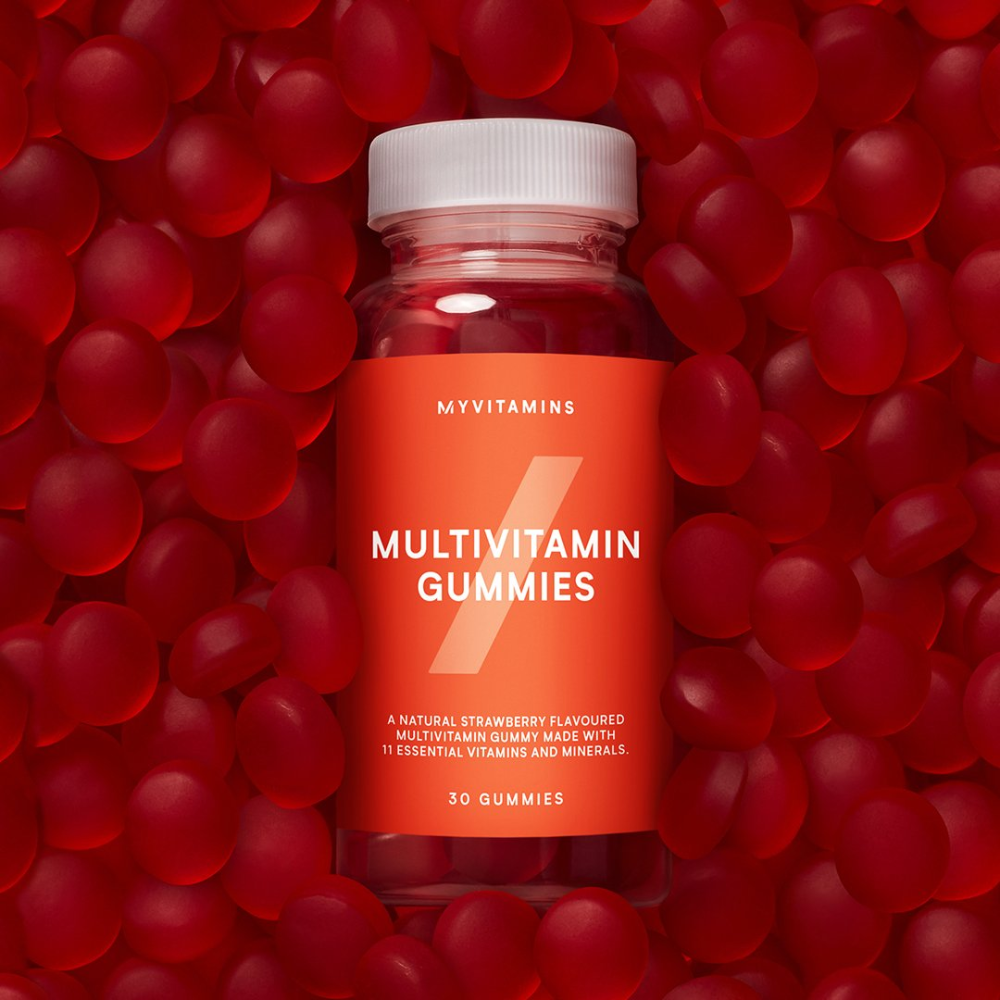 MYVITAMINS
MULTIVITAMIN
GUMMIES
A NATURAL STRAWBERRY FLAVOURED
MULTIVITAMIN GUMMY MADE WITH
11 ESSENTIAL VITAMINS AND MINERALS.
30 GUMMIES